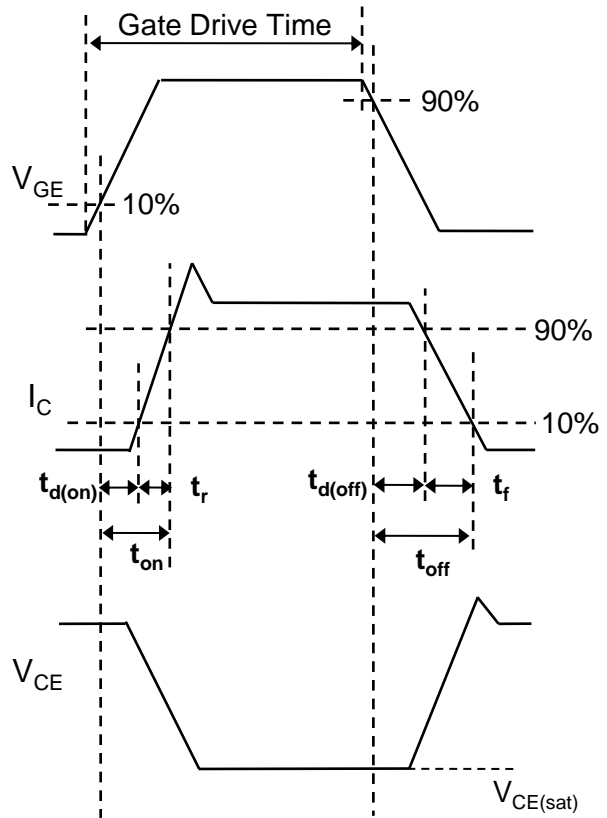 Gate Drive Time
90%
V_GE
10%
90%
I_C
10%
t_d(on)
t_r
t_d(off)
t_f
t_on
t_off
V_CE
V_CE(sat)